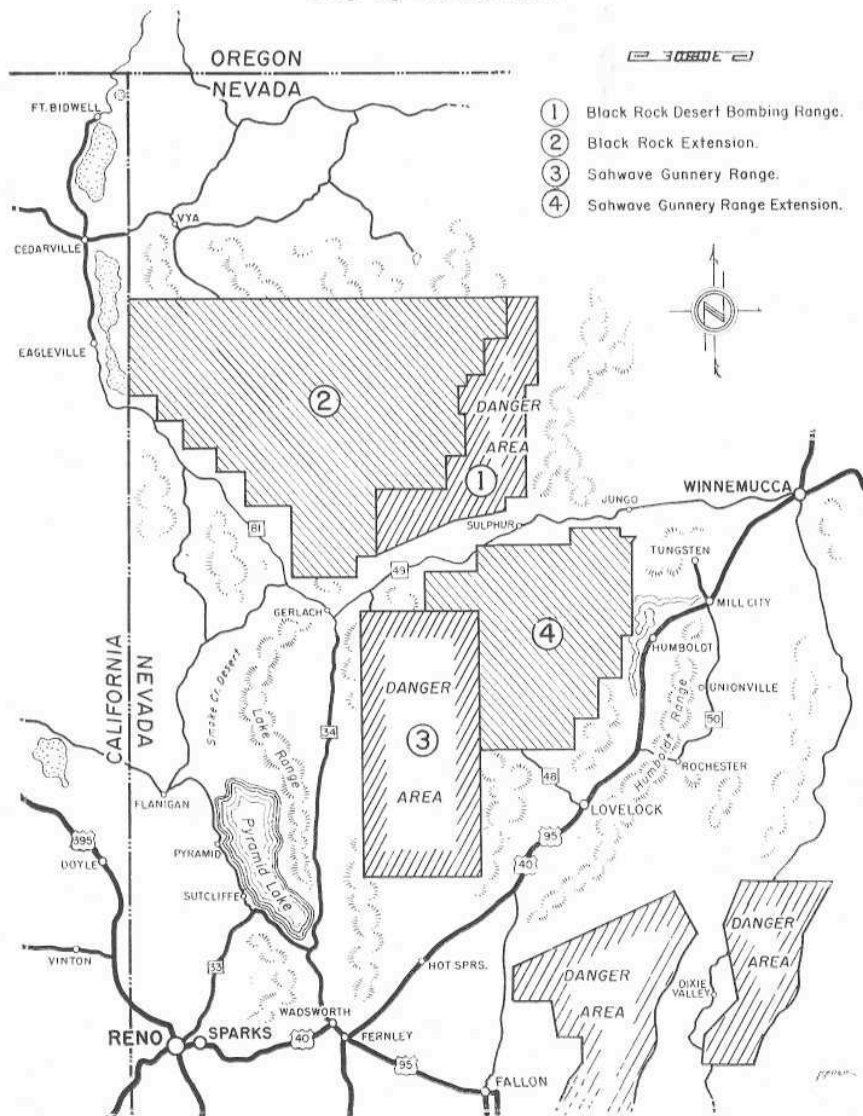 OREGON
NEVADA
① Black Rock Desert Bombing Range.
② Black Rock Extension.
③ Sahwave Gunnery Range.
④ Sahwave Gunnery Range Extension.
FT. BIDWELL
VYA
CEDARVILLE
N
EAGLEVILLE
②
DANGER
AREA
①
WINNEMUCCA
JUNGO
SULPHUR
81
TUNGSTEN
49
MILL CITY
GERLACH
④
HUMBOLDT
CALIFORNIA
NEVADA
Smoke Cr. Desert
Lake Range
DANGER
③
AREA
34
UNIONVILLE
Humboldt Range
50
ROCHESTER
48
LOVELOCK
FLANIGAN
395
DOYLE
PYRAMID
Pyramid Lake
SUTCLIFFE
95
40
VINTON
33
HOT SPRS.
DANGER
AREA
DANGER
AREA
DIXIE
VALLEY
WADSWORTH
RENO
SPARKS
40
FERNLEY
95
FALLON